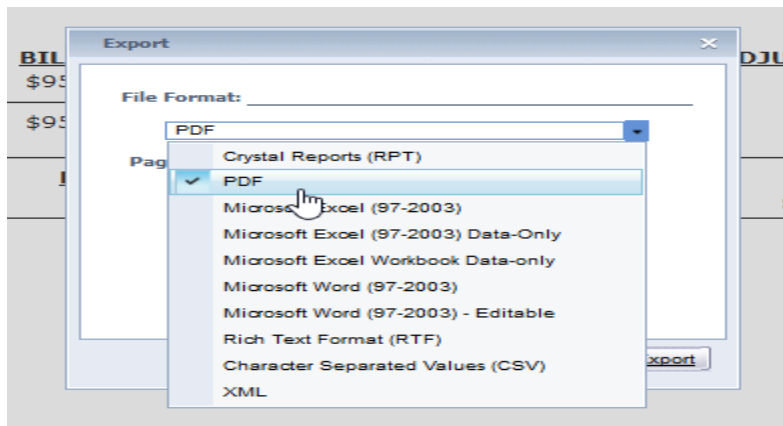 Export
BIL
DJU
$95
File Format:
$95
PDF
Pag
Crystal Reports (RPT)
PDF
Microsoft Excel (97-2003)
Microsoft Excel (97-2003) Data-Only
Microsoft Excel Workbook Data-only
Microsoft Word (97-2003)
Microsoft Word (97-2003) - Editable
Rich Text Format (RTF)
Character Separated Values (CSV)
Export
XML